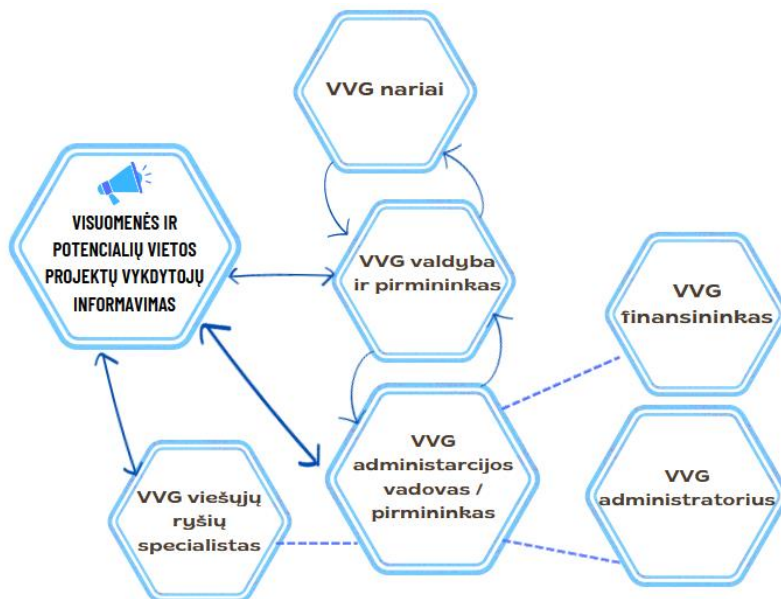 VVG nariai
VISUOMENĖS IR
POTENCIALIŲ VIETOS
PROJEKTŲ VYKDYTOJŲ
INFORMAVIMAS
VVG valdyba
ir pirmininkas
VVG
finansininkas
VVG
administarcijos
vadovas /
pirmininkas
VVG
administratorius
VVG viešųjų
ryšių
specialistas